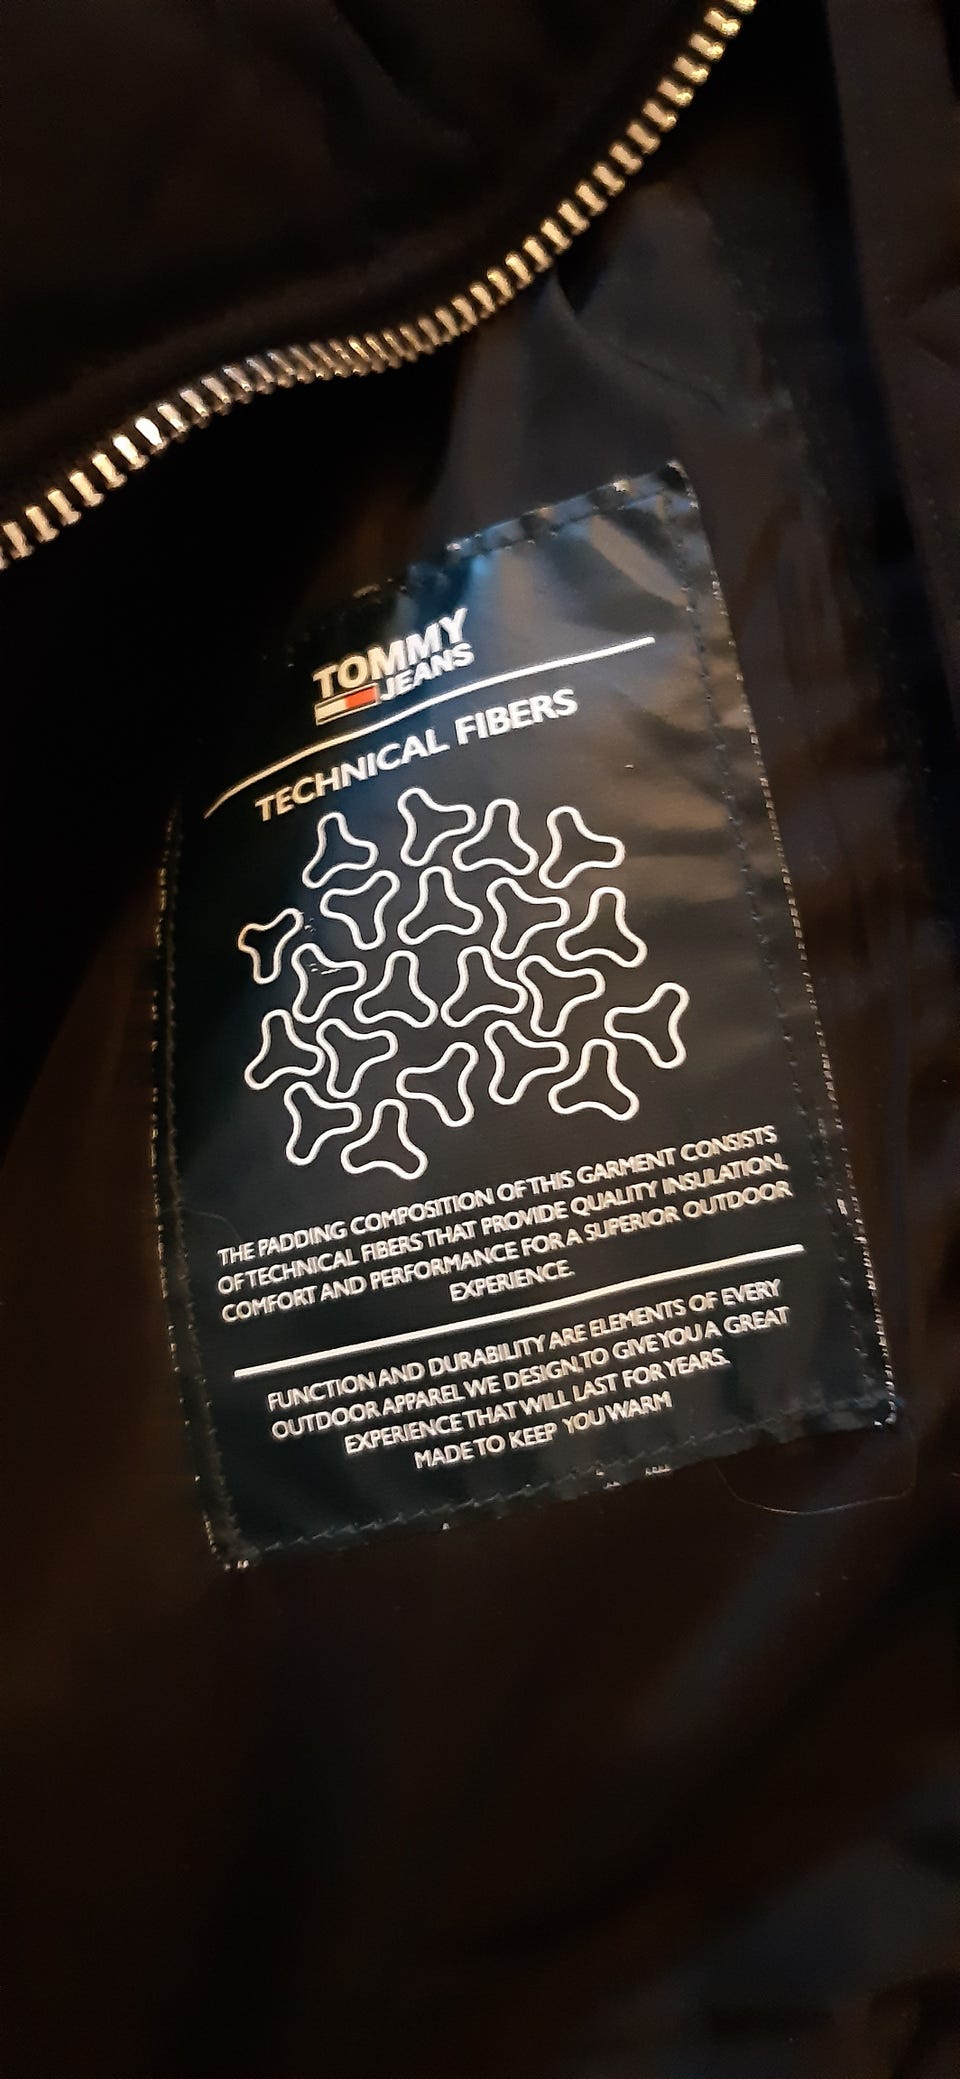 TOMMY
JEANS
TECHNICAL FIBERS
THE PADDING COMPOSITION OF THIS GARMENT CONSISTS
OF TECHNICAL FIBERS THAT PROVIDE QUALITY INSULATION,
COMFORT AND PERFORMANCE FOR A SUPERIOR OUTDOOR
EXPERIENCE.
FUNCTION AND DURABILITY ARE ELEMENTS OF EVERY
OUTDOOR APPAREL WE DESIGN, TO GIVE YOU A GREAT
EXPERIENCE THAT WILL LAST FOR YEARS.
MADE TO KEEP YOU WARM